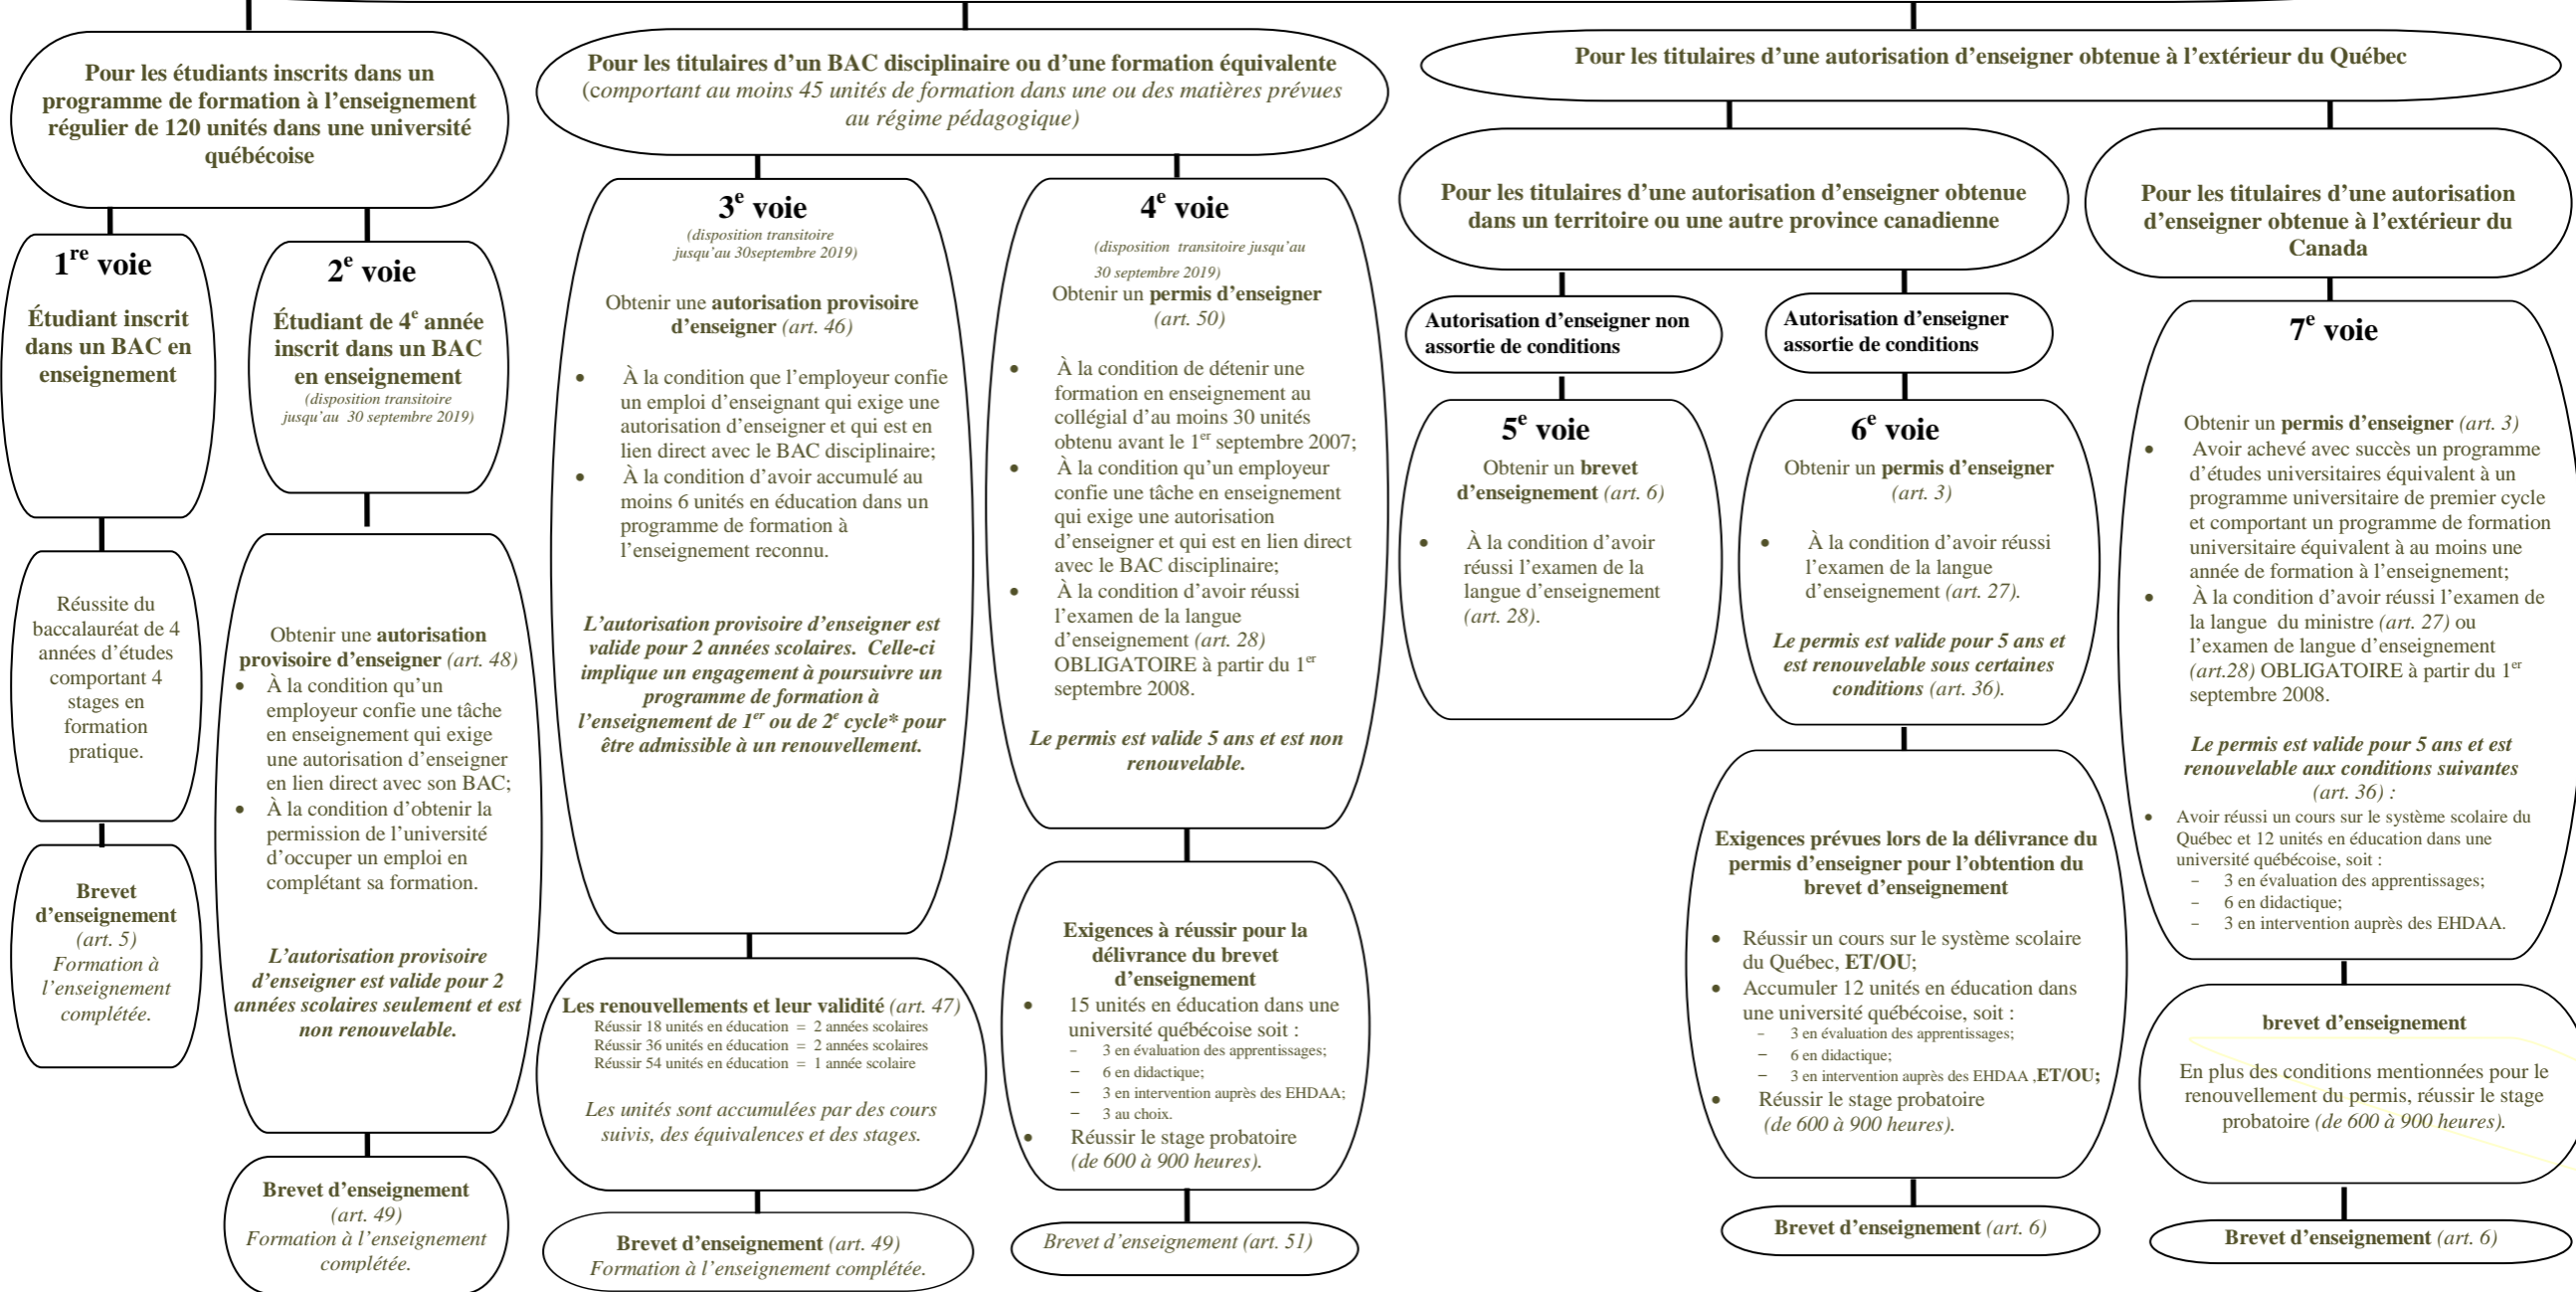 Pour les étudiants inscrits dans un
programme de formation à l’enseignement
régulier de 120 unités dans une université
québécoise
1re voie
Étudiant inscrit
dans un BAC en
enseignement
Réussite du
baccalauréat de 4
années d’études
comportant 4
stages en
formation
pratique.
Brevet
d’enseignement
(art. 5)
Formation à
l’enseignement
complétée.
2e voie
Étudiant de 4e année
inscrit dans un BAC
en enseignement
(disposition transitoire
jusqu’au 30 septembre 2019)
Obtenir une autorisation
provisoire d’enseigner (art. 48)
• À la condition qu’un
employeur confie une tâche
en enseignement qui exige
une autorisation d’enseigner
en lien direct avec son BAC;
• À la condition d’obtenir la
permission de l’université
d’occuper un emploi en
complétant sa formation.
L’autorisation provisoire
d’enseigner est valide pour 2
années scolaires seulement et est
non renouvelable.
Brevet d’enseignement
(art. 49)
Formation à l’enseignement
complétée.
Pour les titulaires d’un BAC disciplinaire ou d’une formation équivalente
(comportant au moins 45 unités de formation dans une ou des matières prévues
au régime pédagogique)
3e voie
(disposition transitoire
jusqu’au 30septembre 2019)
Obtenir une autorisation provisoire
d’enseigner (art. 46)
• À la condition que l’employeur confie
un emploi d’enseignant qui exige une
autorisation d’enseigner et qui est en
lien direct avec le BAC disciplinaire;
• À la condition d’avoir accumulé au
moins 6 unités en éducation dans un
programme de formation à
l’enseignement reconnu.
L’autorisation provisoire d’enseigner est
valide pour 2 années scolaires. Celle-ci
implique un engagement à poursuivre un
programme de formation à
l’enseignement de 1er ou de 2e cycle* pour
être admissible à un renouvellement.
Les renouvellements et leur validité (art. 47)
Réussir 18 unités en éducation = 2 années scolaires
Réussir 36 unités en éducation = 2 années scolaires
Réussir 54 unités en éducation = 1 année scolaire
Les unités sont accumulées par des cours
suivis, des équivalences et des stages.
Brevet d’enseignement (art. 49)
Formation à l’enseignement complétée.
4e voie
(disposition transitoire jusqu’au
30 septembre 2019)
Obtenir un permis d’enseigner
(art. 50)
• À la condition de détenir une
formation en enseignement au
collégial d’au moins 30 unités
obtenu avant le 1er septembre 2007;
• À la condition qu’un employeur
confie une tâche en enseignement
qui exige une autorisation
d’enseigner et qui est en lien direct
avec le BAC disciplinaire;
• À la condition d’avoir réussi
l’examen de la langue
d’enseignement (art. 28)
OBLIGATOIRE à partir du 1er
septembre 2008.
Le permis est valide 5 ans et est non
renouvelable.
Exigences à réussir pour la
délivrance du brevet
d’enseignement
• 15 unités en éducation dans une
université québécoise soit :
- 3 en évaluation des apprentissages;
– 6 en didactique;
– 3 en intervention auprès des EHDAA;
– 3 au choix.
• Réussir le stage probatoire
(de 600 à 900 heures).
Brevet d’enseignement (art. 51)
Pour les titulaires d’une autorisation d’enseigner obtenue à l’extérieur du Québec
Pour les titulaires d’une autorisation d’enseigner obtenue
dans un territoire ou une autre province canadienne
Autorisation d’enseigner non
assortie de conditions
5e voie
Obtenir un brevet
d’enseignement (art. 6)
• À la condition d’avoir
réussi l’examen de la
langue d’enseignement
(art. 28).
Autorisation d’enseigner
assortie de conditions
6e voie
Obtenir un permis d’enseigner
(art. 3)
• À la condition d’avoir réussi
l’examen de la langue
d’enseignement (art. 27).
Le permis est valide pour 5 ans et
est renouvelable sous certaines
conditions (art. 36).
Exigences prévues lors de la délivrance du
permis d’enseigner pour l’obtention du
brevet d’enseignement
• Réussir un cours sur le système scolaire
du Québec, ET/OU;
• Accumuler 12 unités en éducation dans
une université québécoise, soit :
- 3 en évaluation des apprentissages;
– 6 en didactique;
– 3 en intervention auprès des EHDAA ,ET/OU;
• Réussir le stage probatoire
(de 600 à 900 heures).
Brevet d’enseignement (art. 6)
Pour les titulaires d’une autorisation
d’enseigner obtenue à l’extérieur du
Canada
7e voie
Obtenir un permis d’enseigner (art. 3)
• Avoir achevé avec succès un programme
d’études universitaires équivalent à un
programme universitaire de premier cycle
et comportant un programme de formation
universitaire équivalent à au moins une
année de formation à l’enseignement;
• À la condition d’avoir réussi l’examen de
la langue du ministre (art. 27) ou
l’examen de langue d’enseignement
(art.28) OBLIGATOIRE à partir du 1er
septembre 2008.
Le permis est valide pour 5 ans et est
renouvelable aux conditions suivantes
(art. 36) :
• Avoir réussi un cours sur le système scolaire du
Québec et 12 unités en éducation dans une
université québécoise, soit :
– 3 en évaluation des apprentissages;
– 6 en didactique;
– 3 en intervention auprès des EHDAA.
brevet d’enseignement
En plus des conditions mentionnées pour le
renouvellement du permis, réussir le stage
probatoire (de 600 à 900 heures).
Brevet d’enseignement (art. 6)